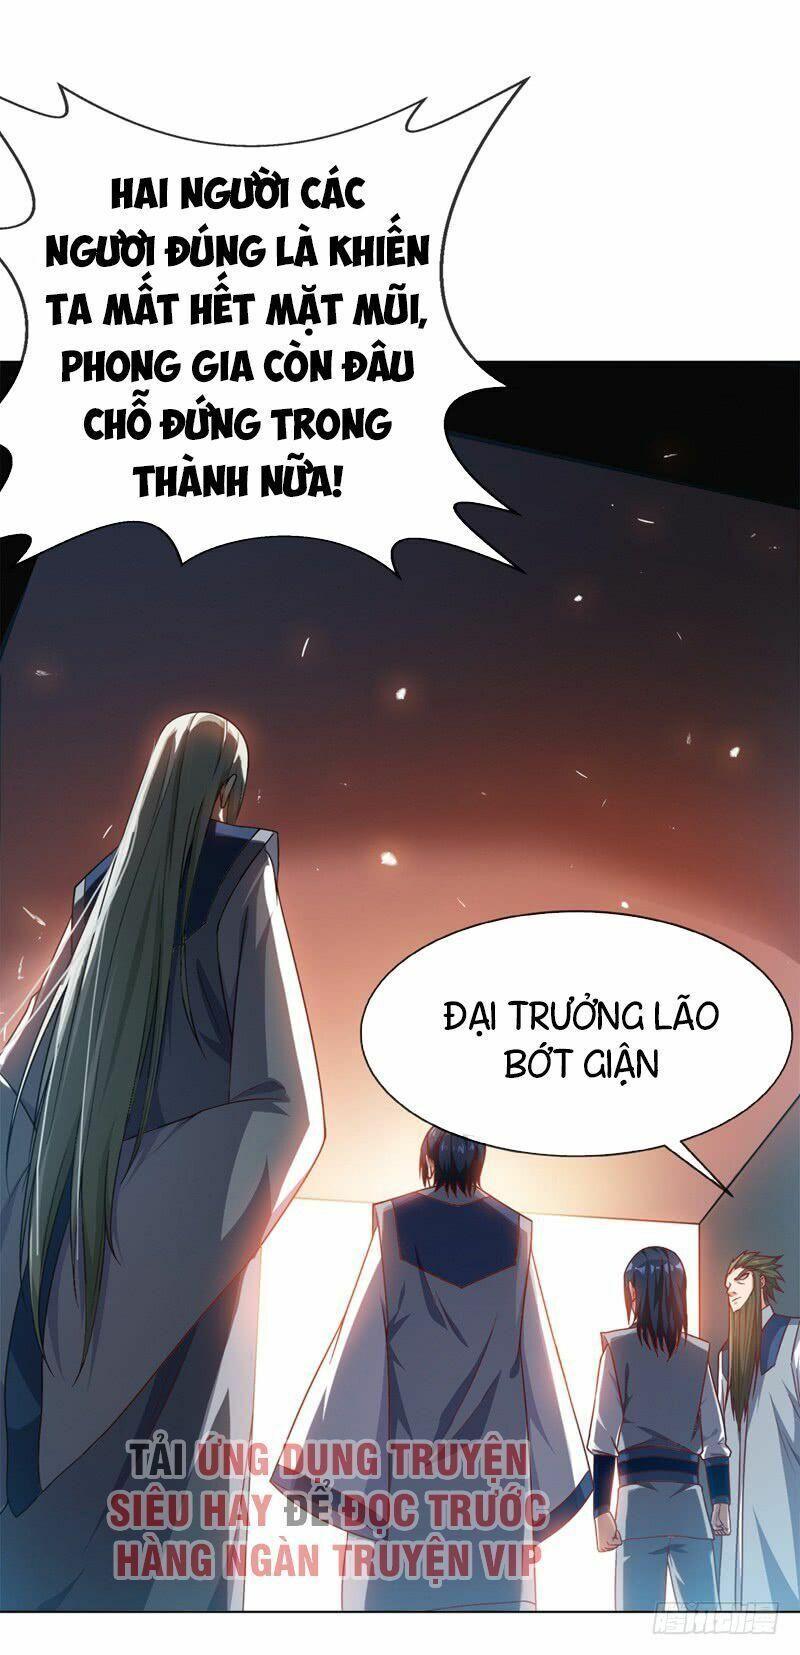 HAI NGƯỜI CÁC
NGƯƠI ĐÚNG LÀ KHIẾN
TA MẤT HẾT MẶT MŨI,
PHONG GIA CÒN ĐÂU
CHỖ ĐỨNG TRONG
THÀNH NỮA!
ĐẠI TRƯỞNG LÃO
BỚT GIẬN
TẢI ỨNG DỤNG TRUYỆN
SIÊU HAY ĐỂ ĐỌC TRƯỚC
HÀNG NGÀN TRUYỆN VIP